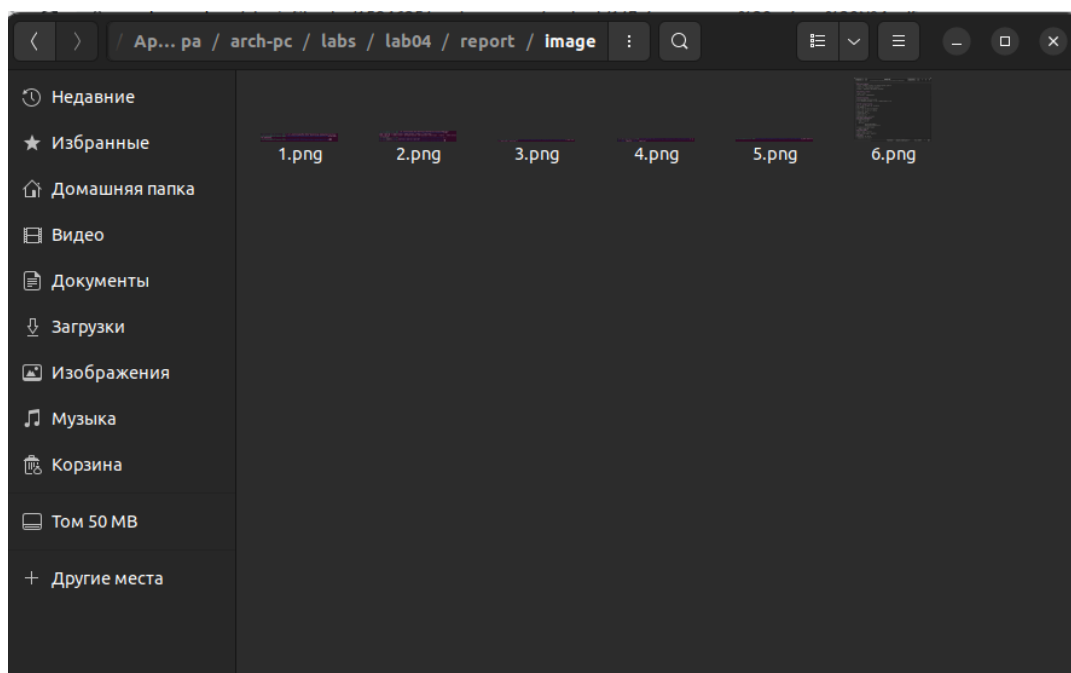 / Ap... pa / arch-pc / labs / lab04 / report / image
Недавние
Избранные
Домашняя папка
Видео
Документы
Загрузки
Изображения
Музыка
Корзина
Том 50 MB
Другие места
1.png 2.png 3.png 4.png 5.png 6.png